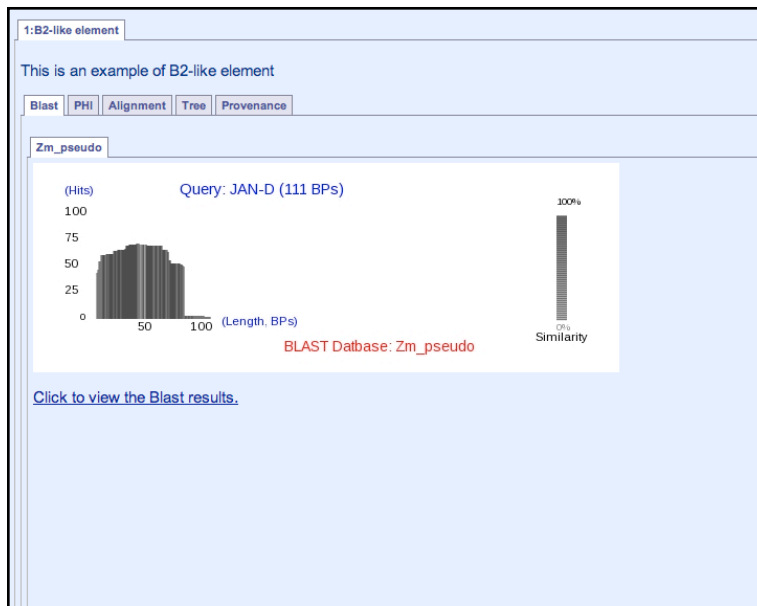 1:B2-like element
This is an example of B2-like element
Blast PHI Alignment Tree Provenance
Zm_pseudo
(Hits) Query: JAN-D (111 BPs)
100%
100
75
50
25
0
50 100 (Length, BPs)
0%
Similarity
BLAST Datbase: Zm_pseudo
Click to view the Blast results.